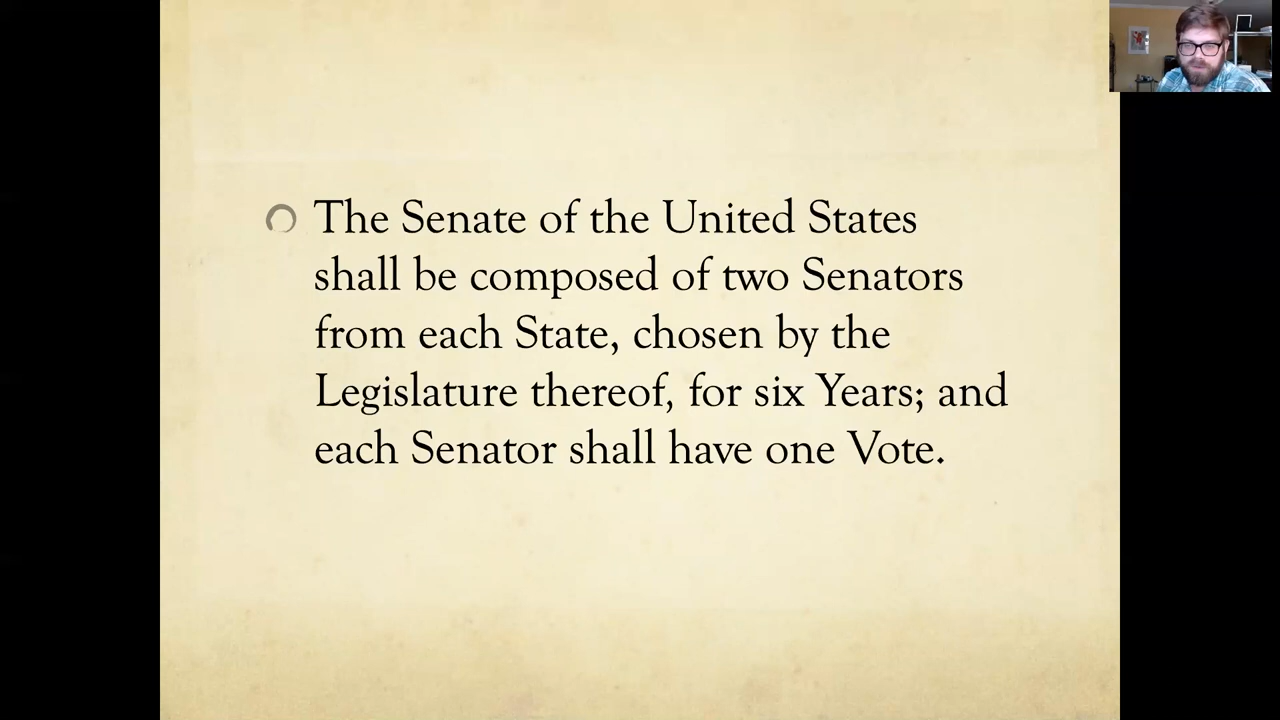 The Senate of the United States
shall be composed of two Senators
from each State, chosen by the
Legislature thereof, for six Years; and
each Senator shall have one Vote.